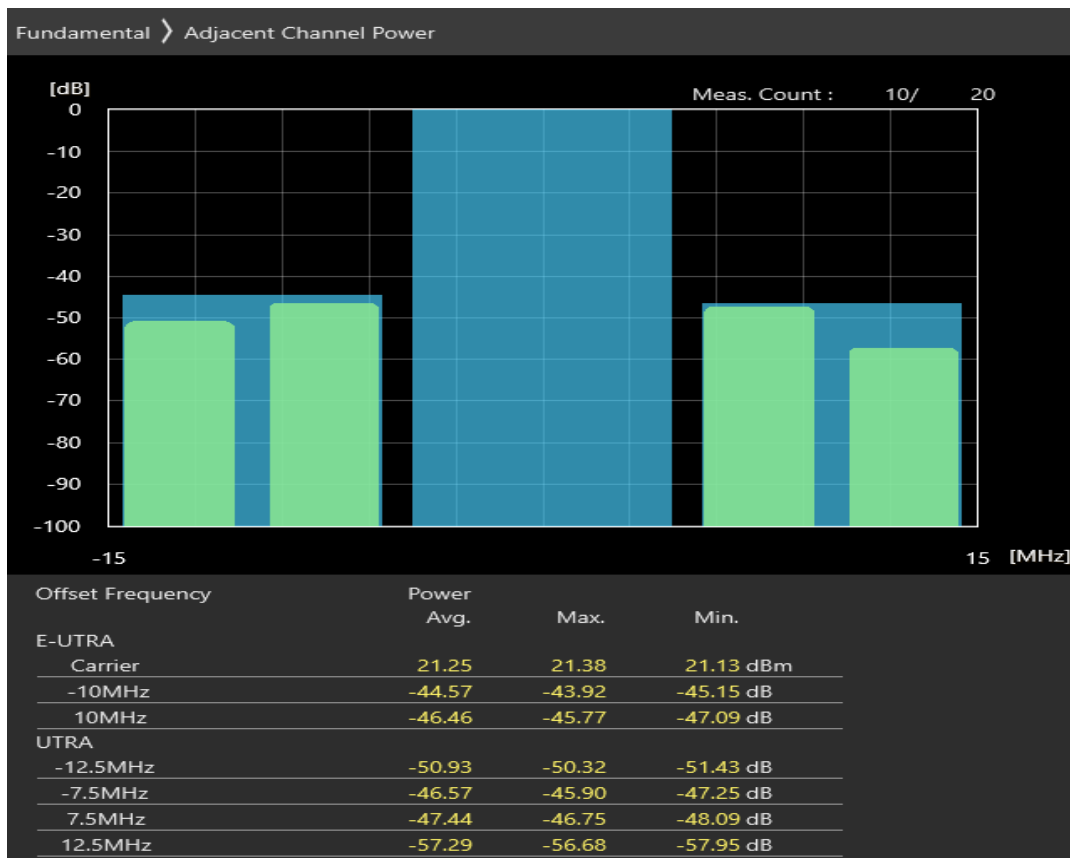 Fundamental 〉 Adjacent Channel Power
[dB]
Meas. Count : 10/ 20
0
-10
-20
-30
-40
-50
-60
-70
-80
-90
-100
-15 15 [MHz]
Offset Frequency Power
Avg. Max. Min.
E-UTRA
Carrier 21.25 21.38 21.13 dBm
-10MHz -44.57 -43.92 -45.15 dB
10MHz -46.46 -45.77 -47.09 dB
UTRA
-12.5MHz -50.93 -50.32 -51.43 dB
-7.5MHz -46.57 -45.90 -47.25 dB
7.5MHz -47.44 -46.75 -48.09 dB
12.5MHz -57.29 -56.68 -57.95 dB